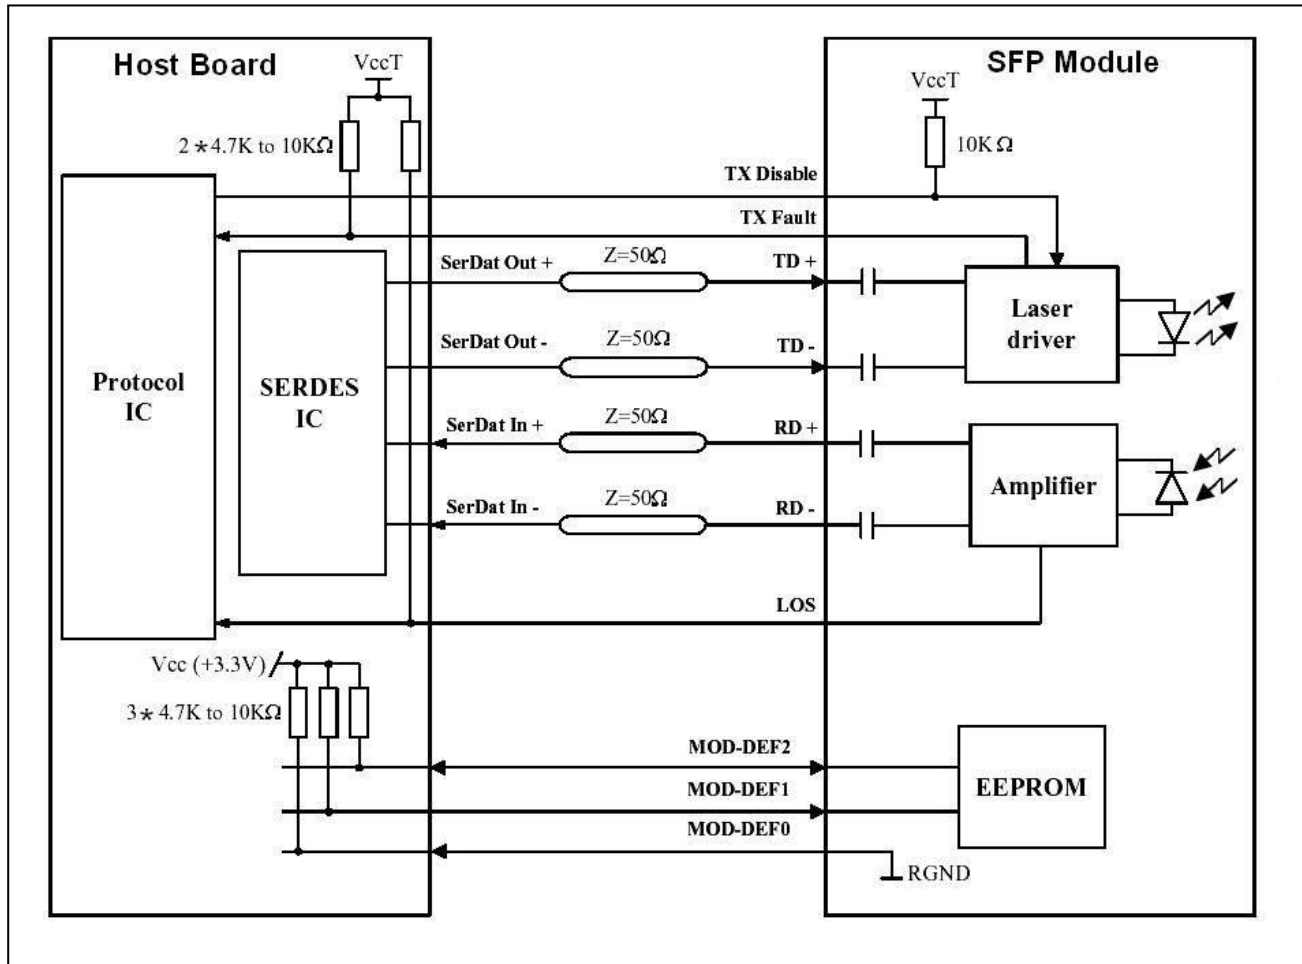 Host Board
SFP Module
VccT
VccT
2*4.7K to 10KΩ
10KΩ
TX Disable
TX Fault
SerDat Out +
Z=50Ω
TD +
Laser
driver
SerDat Out -
Z=50Ω
TD -
Protocol
IC
SERDES
IC
SerDat In +
Z=50Ω
RD +
SerDat In -
Z=50Ω
RD -
Amplifier
LOS
Vcc (+3.3V)
3*4.7K to 10KΩ
MOD-DEF2
MOD-DEF1
MOD-DEF0
EEPROM
RGND